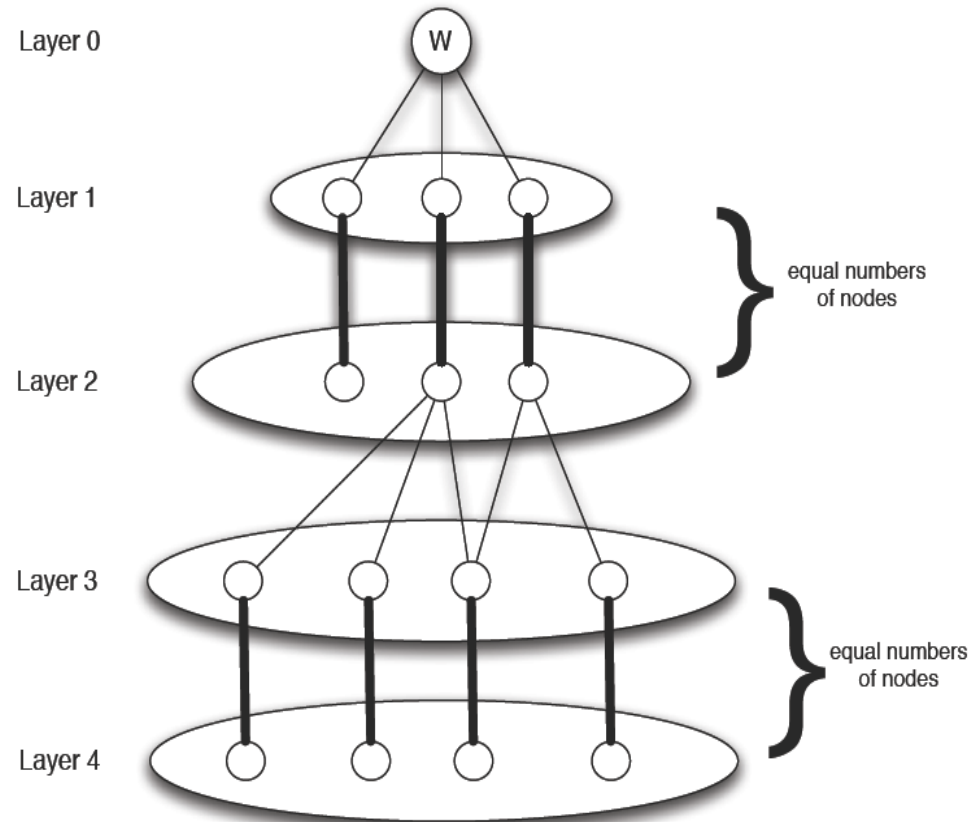 Layer 0
W
Layer 1
equal numbers
of nodes
Layer 2
Layer 3
equal numbers
of nodes
Layer 4